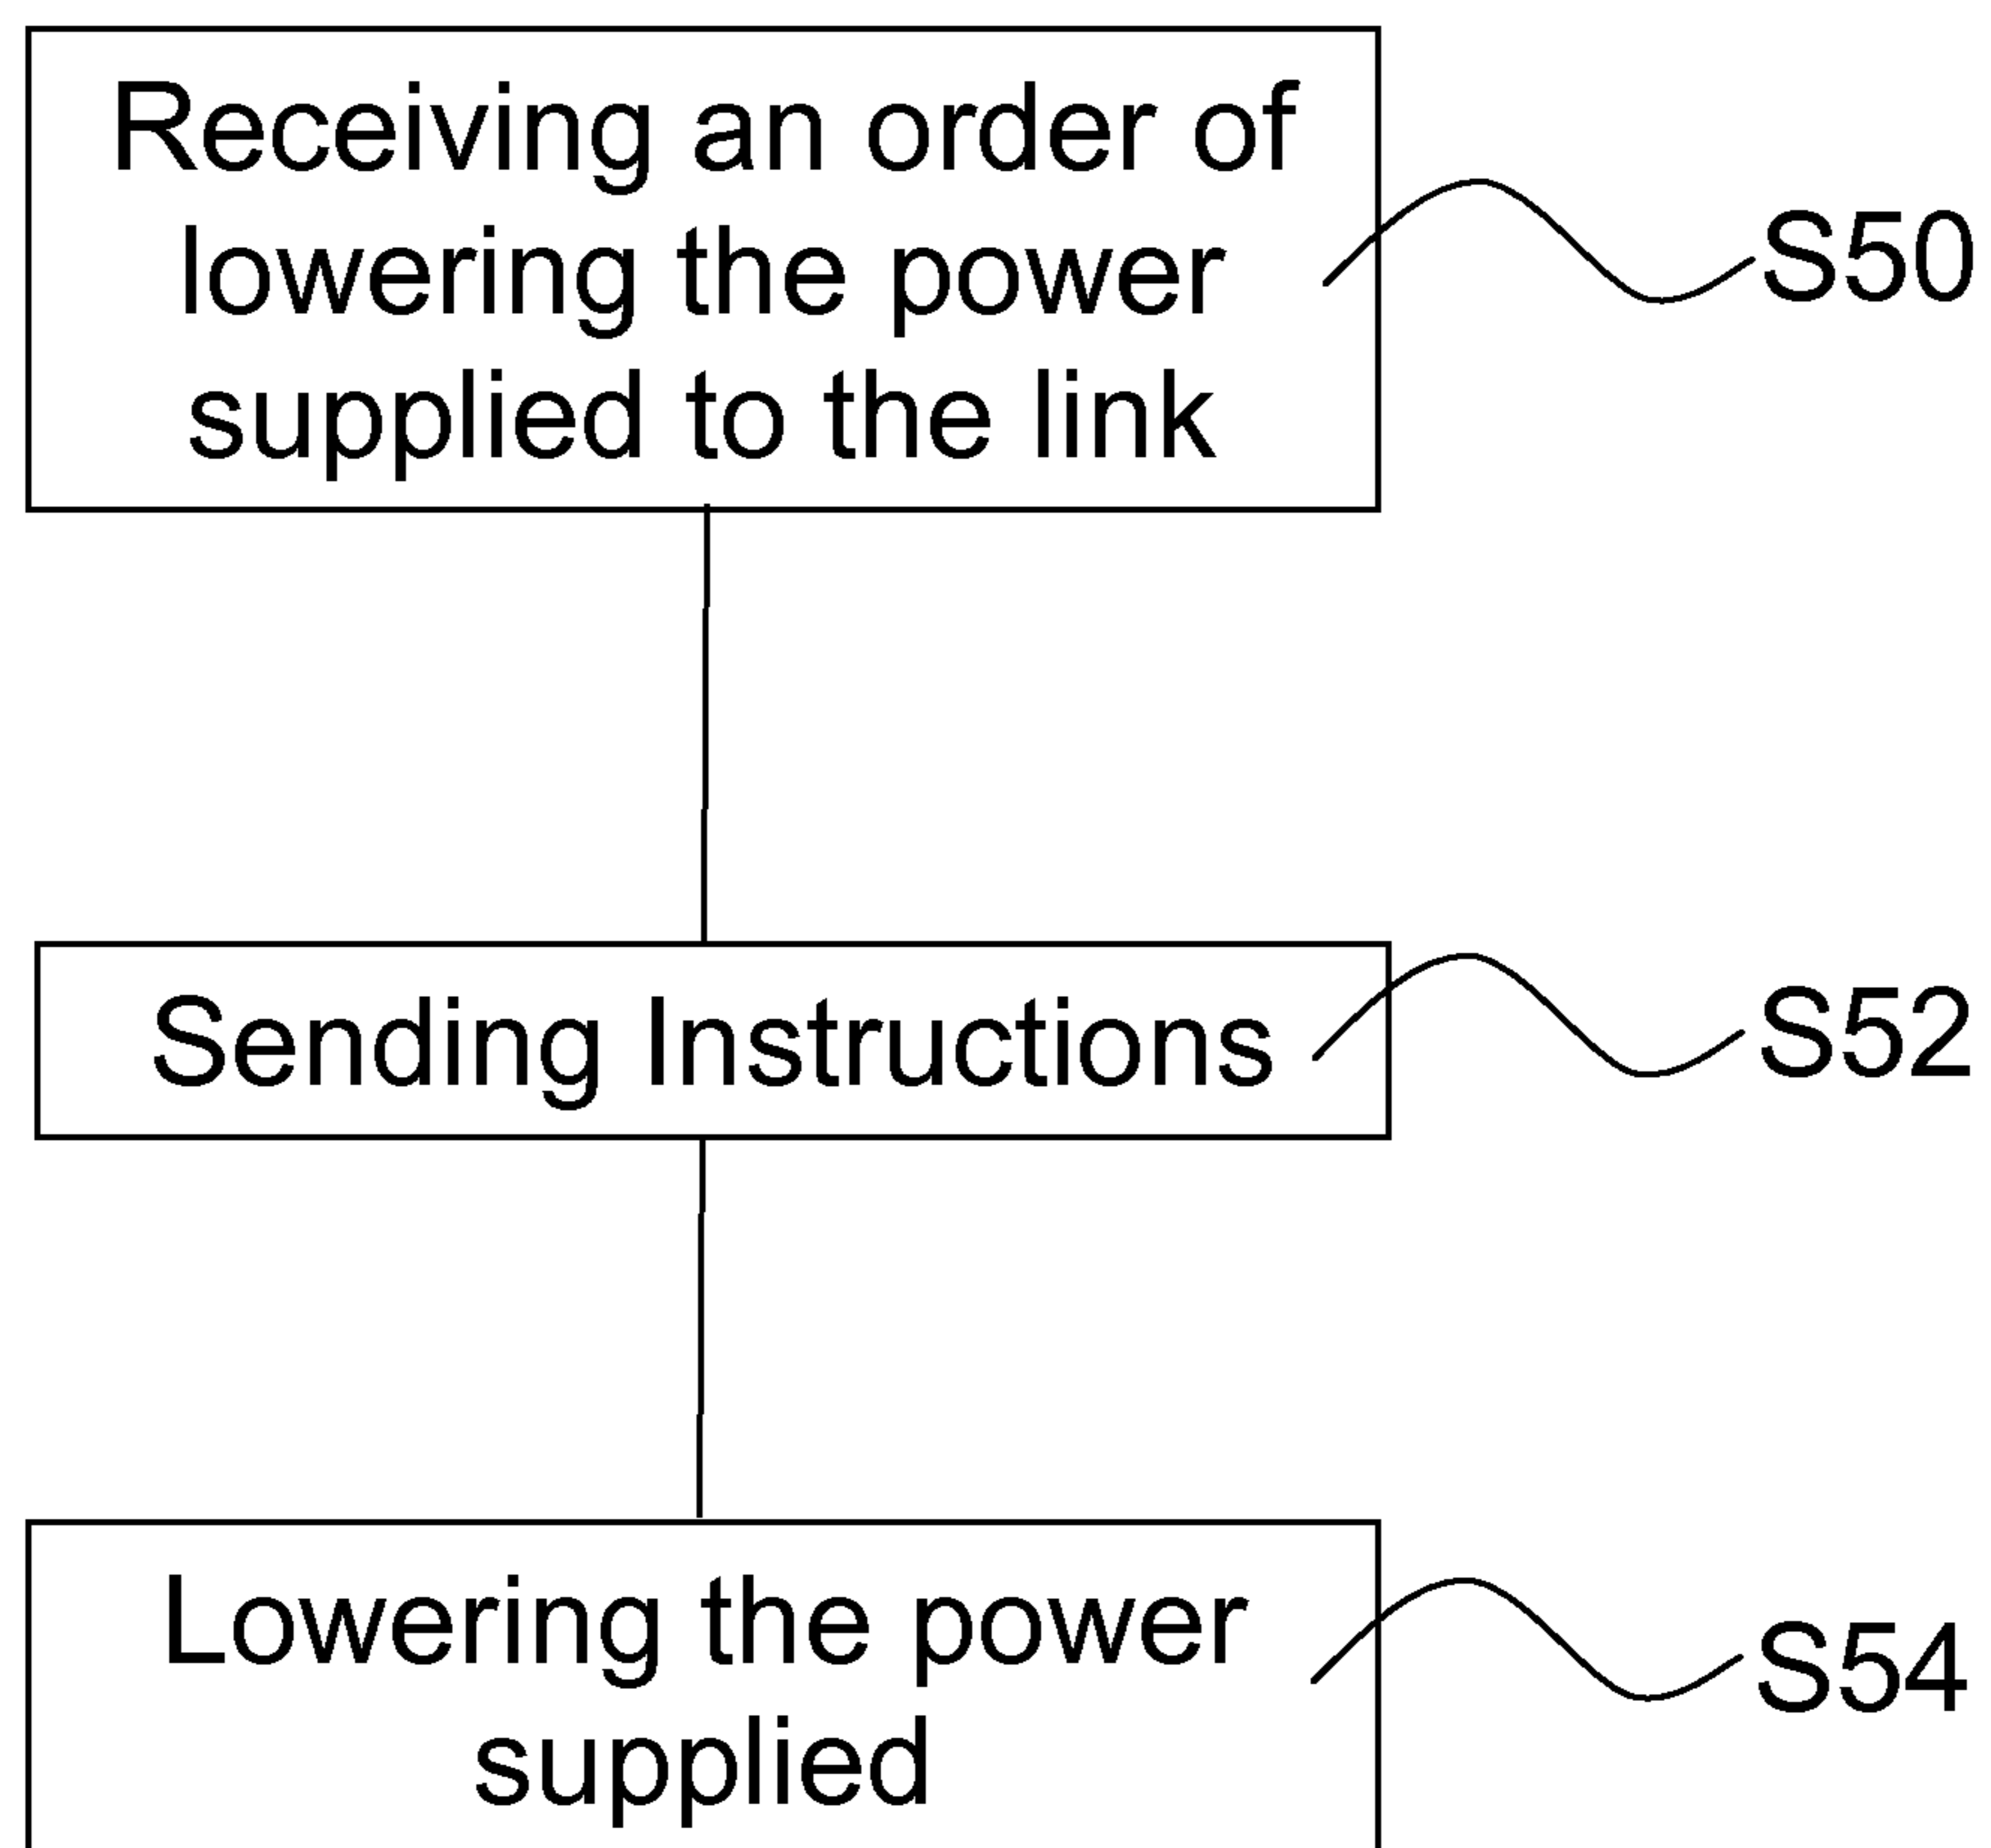 Receiving an order of
lowering the power
supplied to the link
S50
Sending Instructions
S52
Lowering the power
supplied
S54